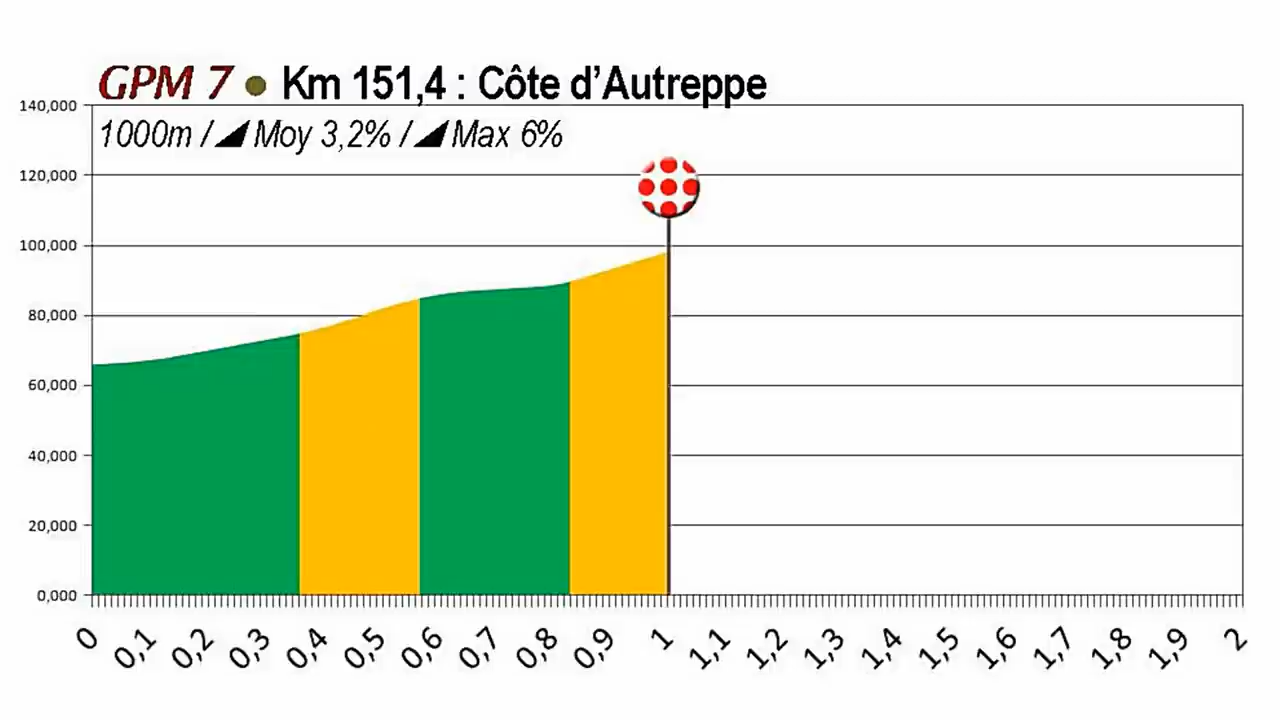 GPM 7 ● Km 151,4 : Côte d’Autreppe
140,000
1000m / Moy 3,2% / Max 6%
120,000
100,000
80,000
60,000
40,000
20,000
0,000
0 0,1 0,2 0,3 0,4 0,5 0,6 0,7 0,8 0,9 1 1,1 1,2 1,3 1,4 1,5 1,6 1,7 1,8 1,9 2